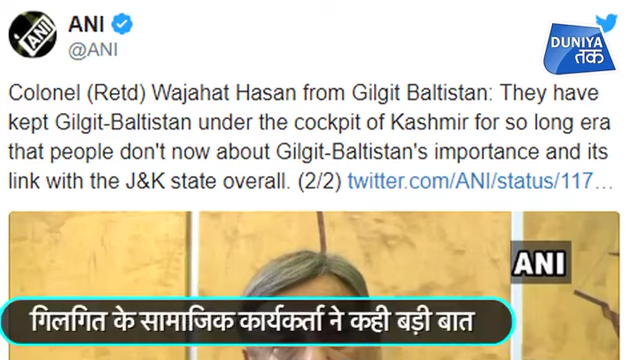 ANI
ANI
@ANI
DUNIYA
तक
Colonel (Retd) Wajahat Hasan from Gilgit Baltistan: They have
kept Gilgit-Baltistan under the cockpit of Kashmir for so long era
that people don't now about Gilgit-Baltistan's importance and its
link with the J&K state overall. (2/2) twitter.com/ANI/status/117...
ANI
गिलगित के सामाजिक कार्यकर्ता ने कही बड़ी बात